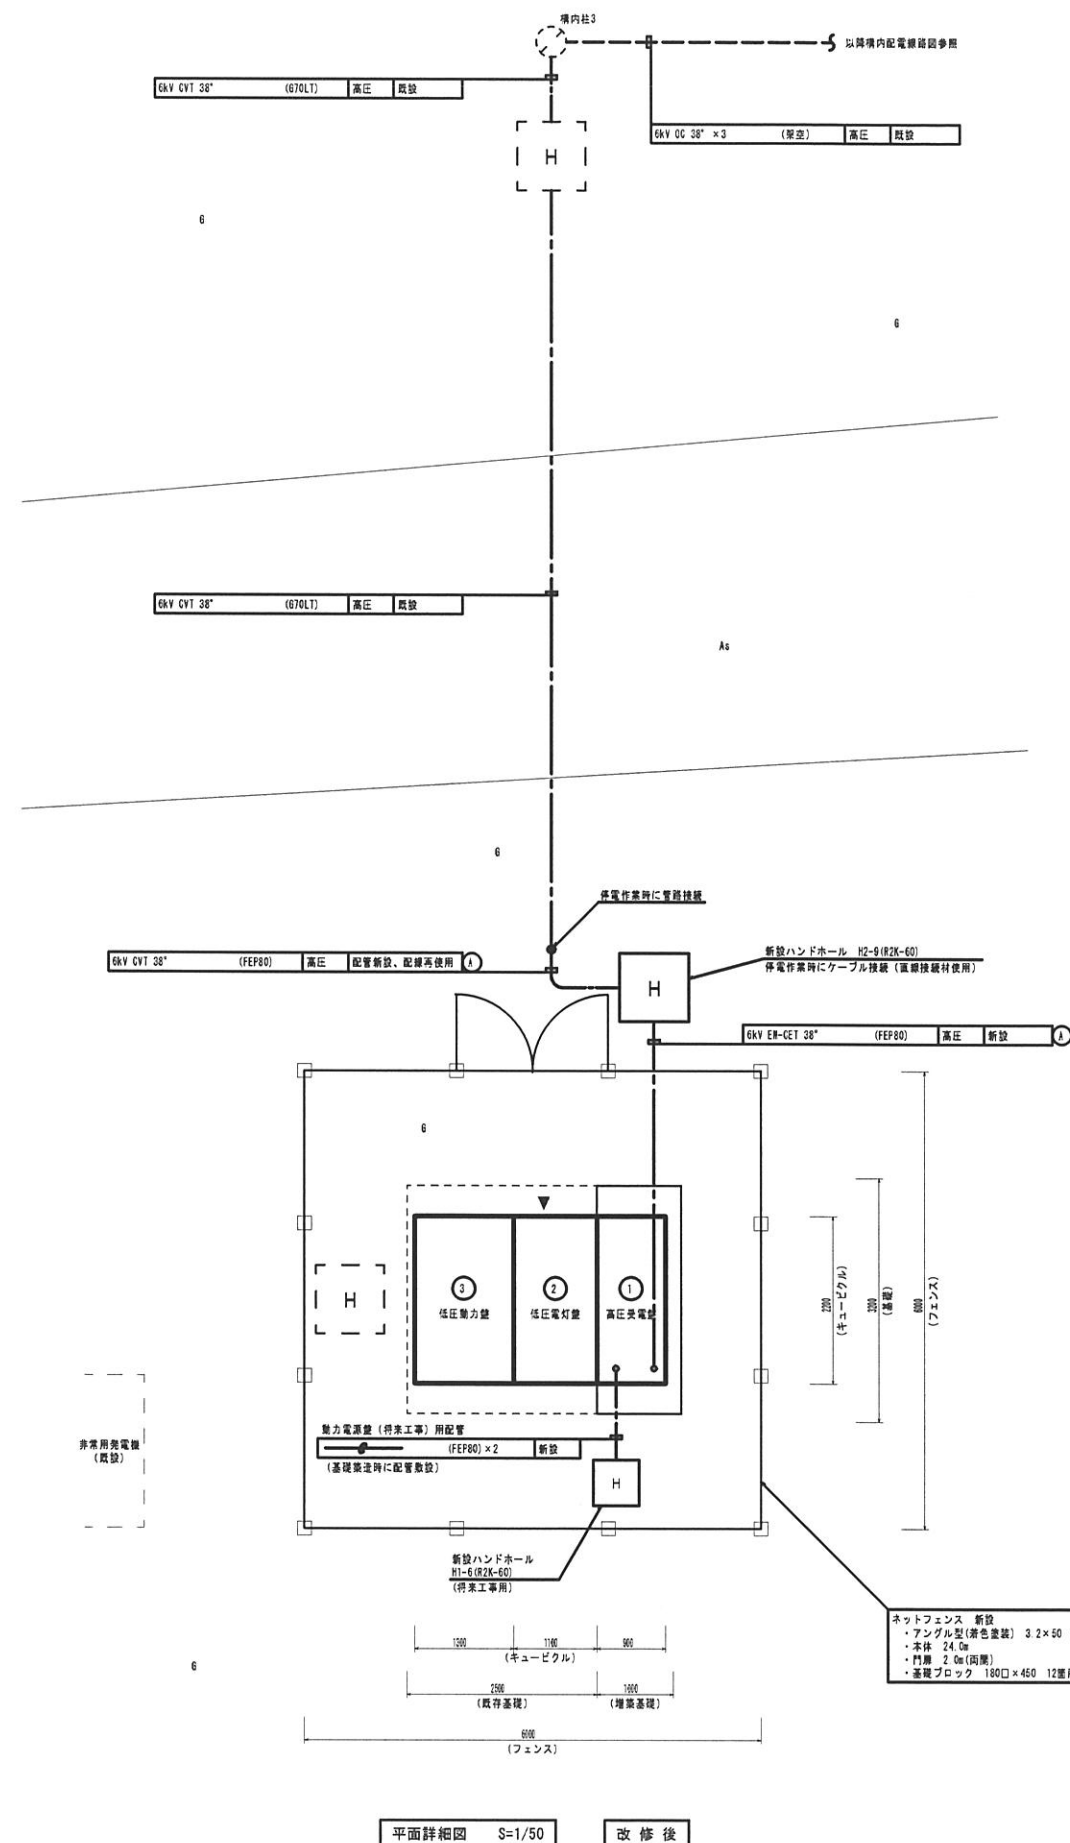 構内柱3
以降構内配電線路図参照
6kV CVT 38° (G70LT) 高圧 既設
6kV OC 38° ×3 (架空) 高圧 既設
H
G
G
6kV CVT 38° (G70LT) 高圧 既設
As
G
停電作業時に管路接続
6kV CVT 38° (FEP80) 高圧 配管新設、配線再使用 A
新設ハンドホール H2-9(R2K-60)
停電作業時にケーブル接続(直線接続材使用)
H
6kV EM-CET 38° (FEP80) 高圧 新設 A
G
③ ② ①
低圧動力盤 低圧電灯盤 高圧受電盤
H
2200
(キュービクル)
3200
(基礎)
6000
(フェンス)
非常用発電機
(既設)
動力電源盤(将来工事)用配管
(FEP80)×2 新設
(基礎築造時に配管敷設)
H
新設ハンドホール
H1-6(R2K-60)
(将来工事用)
ネットフェンス 新設
・アングル型(着色塗装) 3.2×50
・本体 24.0m
・門扉 2.0m(両開)
・基礎ブロック 180□×450 12箇所
G
1300 1100 900
(キュービクル)
2500 1000
(既存基礎) (増築基礎)
6000
(フェンス)
平面詳細図 S=1/50
改修後